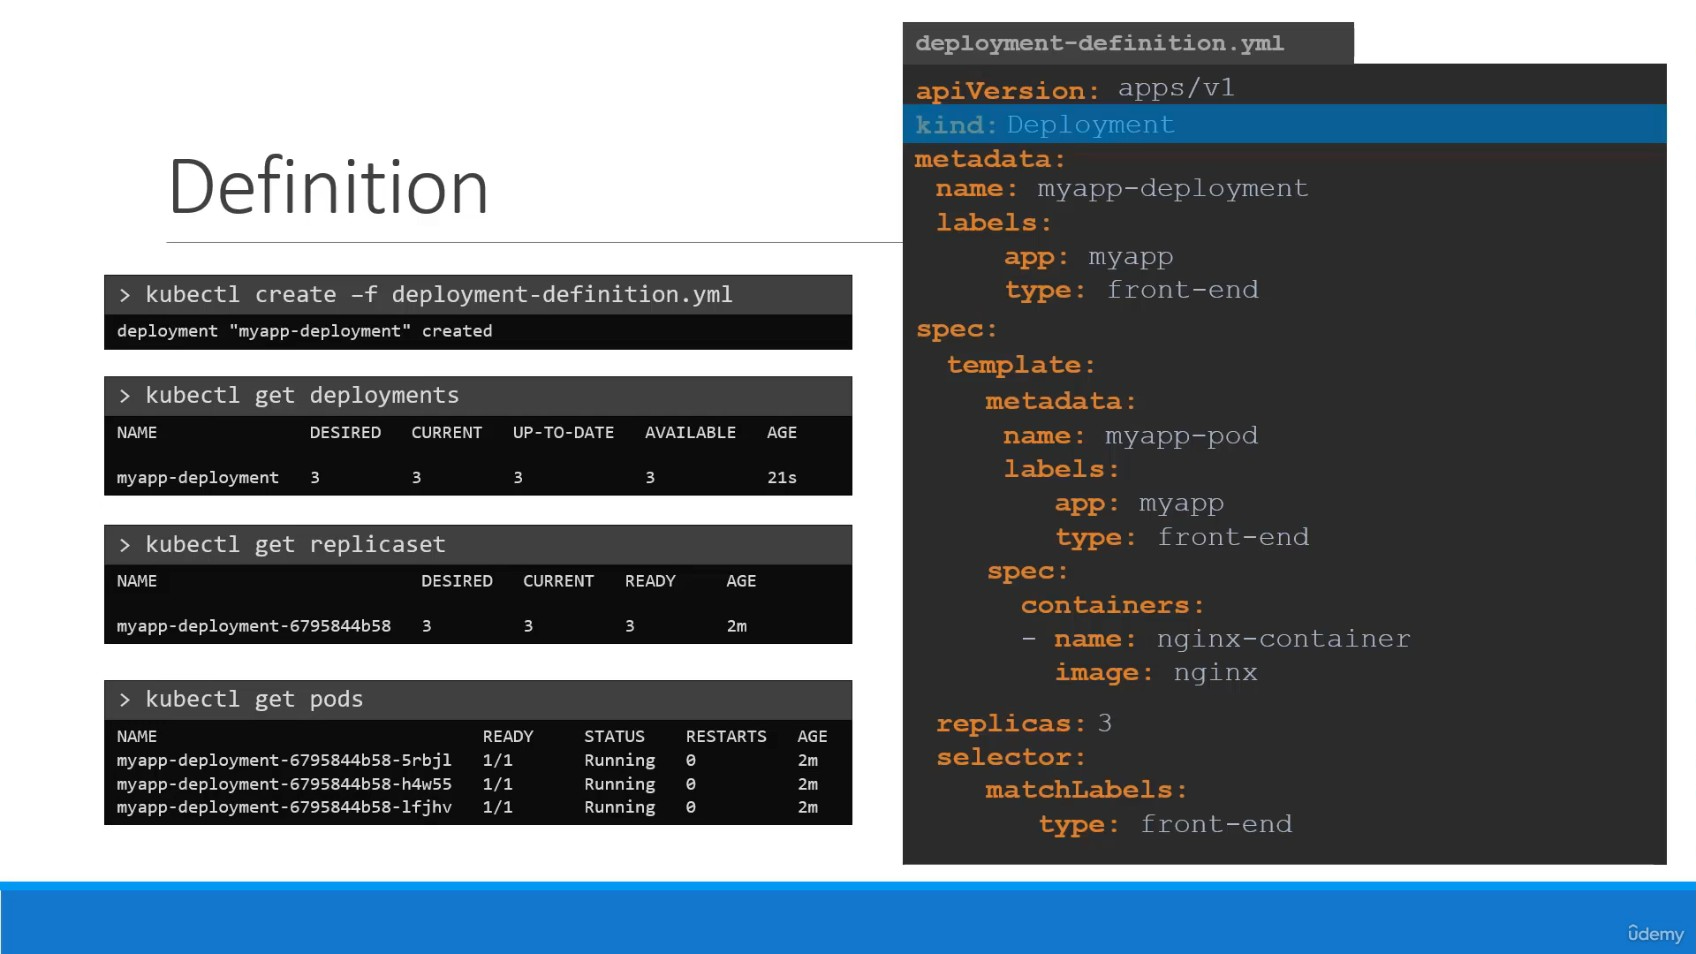 Definition
> kubectl create –f deployment-definition.yml
deployment "myapp-deployment" created
> kubectl get deployments
NAME DESIRED CURRENT UP-TO-DATE AVAILABLE AGE
myapp-deployment 3 3 3 3 21s
> kubectl get replicaset
NAME DESIRED CURRENT READY AGE
myapp-deployment-6795844b58 3 3 3 2m
> kubectl get pods
NAME READY STATUS RESTARTS AGE
myapp-deployment-6795844b58-5rbjl 1/1 Running 0 2m
myapp-deployment-6795844b58-h4w55 1/1 Running 0 2m
myapp-deployment-6795844b58-lfjhv 1/1 Running 0 2m
deployment-definition.yml
apiVersion: apps/v1
kind: Deployment
metadata:
name: myapp-deployment
labels:
app: myapp
type: front-end
spec:
template:
metadata:
name: myapp-pod
labels:
app: myapp
type: front-end
spec:
containers:
- name: nginx-container
image: nginx
replicas: 3
selector:
matchLabels:
type: front-end
ûdemy